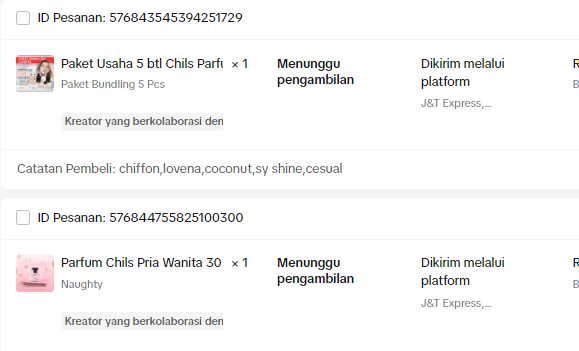 ID Pesanan: 576843545394251729
Paket Usaha 5 btl Chils Parfu × 1
Menunggu pengambilan
Dikirim melalui platform
Paket Bundling 5 Pcs
J&T Express,...
Kreator yang berkolaborasi den
Catatan Pembeli: chiffon,lovena,coconut,sy shine,cesual
ID Pesanan: 576844755825100300
Parfum Chils Pria Wanita 30 × 1
Menunggu pengambilan
Dikirim melalui platform
Naughty
J&T Express,...
Kreator yang berkolaborasi den